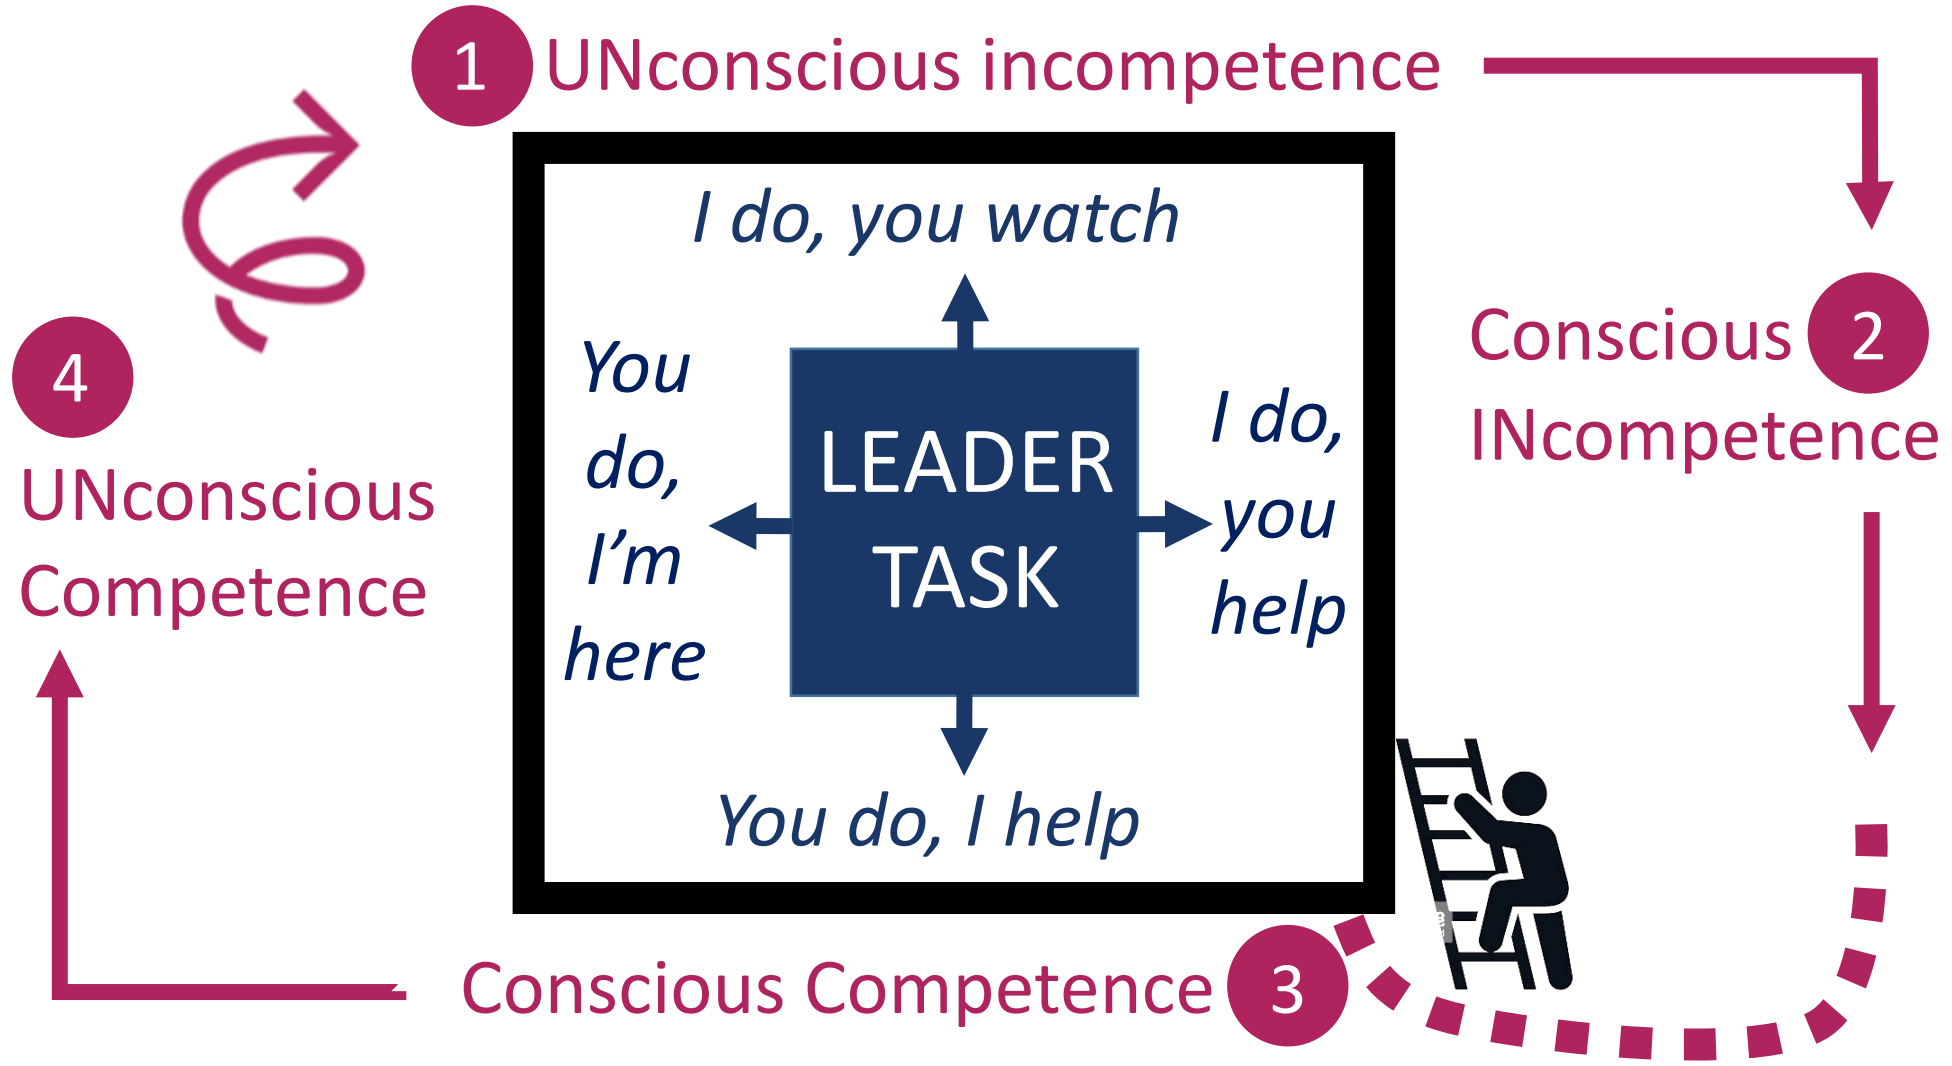 1 UNconscious incompetence
I do, you watch
Conscious 2
INcompetence
4
UNconscious
Competence
You
do,
I'm
here
LEADER
TASK
I do,
you
help
You do, I help
Conscious Competence 3